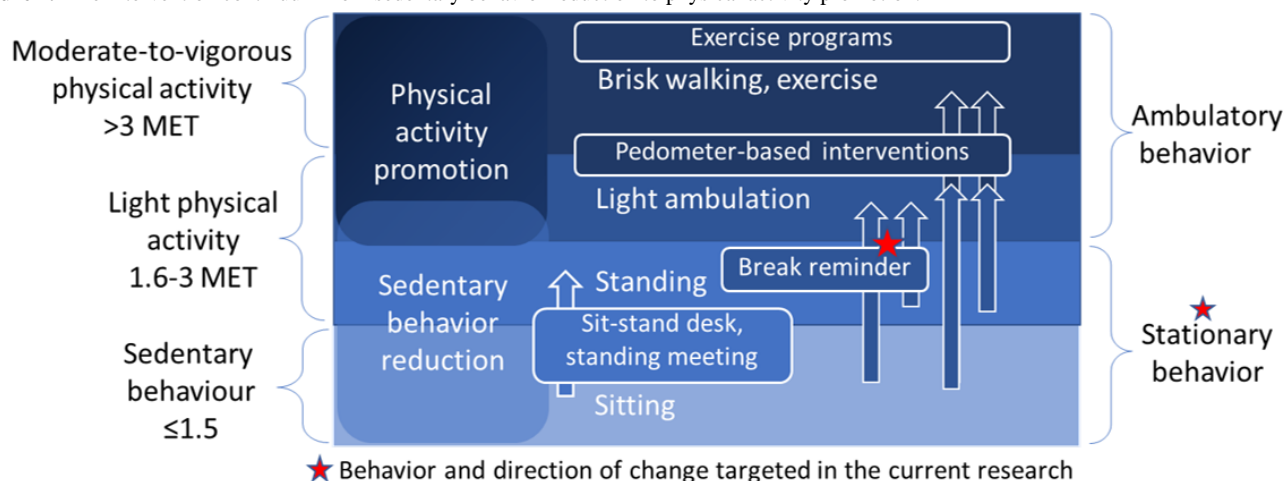 Moderate-to-vigorous
physical activity
>3 MET
Light physical
activity
1.6-3 MET
Sedentary
behaviour
≤1.5
Physical
activity
promotion
Sedentary
behavior
reduction
Exercise programs
Brisk walking, exercise
Pedometer-based interventions
Light ambulation
Break reminder
Standing
Sit-stand desk,
standing meeting
Sitting
Ambulatory
behavior
Stationary
behavior
Behavior and direction of change targeted in the current research